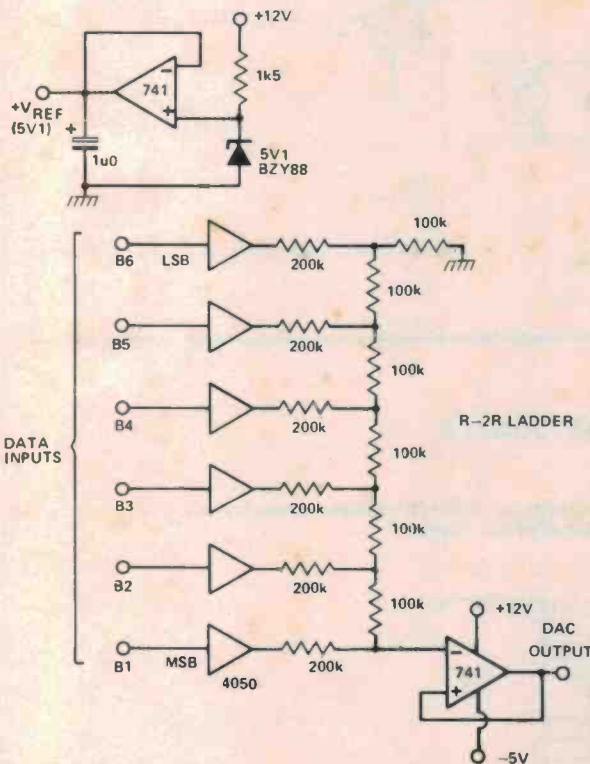 +12V
1k5
741
−
+
+VREF
(5V1)
+
1u0
5V1
BZY88
100k
B6
LSB
200k
100k
B5
200k
100k
B4
200k
R–2R LADDER
DATA
INPUTS
100k
B3
200k
100k
B2
200k
100k
+12V
DAC
OUTPUT
B1
MSB
4050
200k
−
741
+
−5V